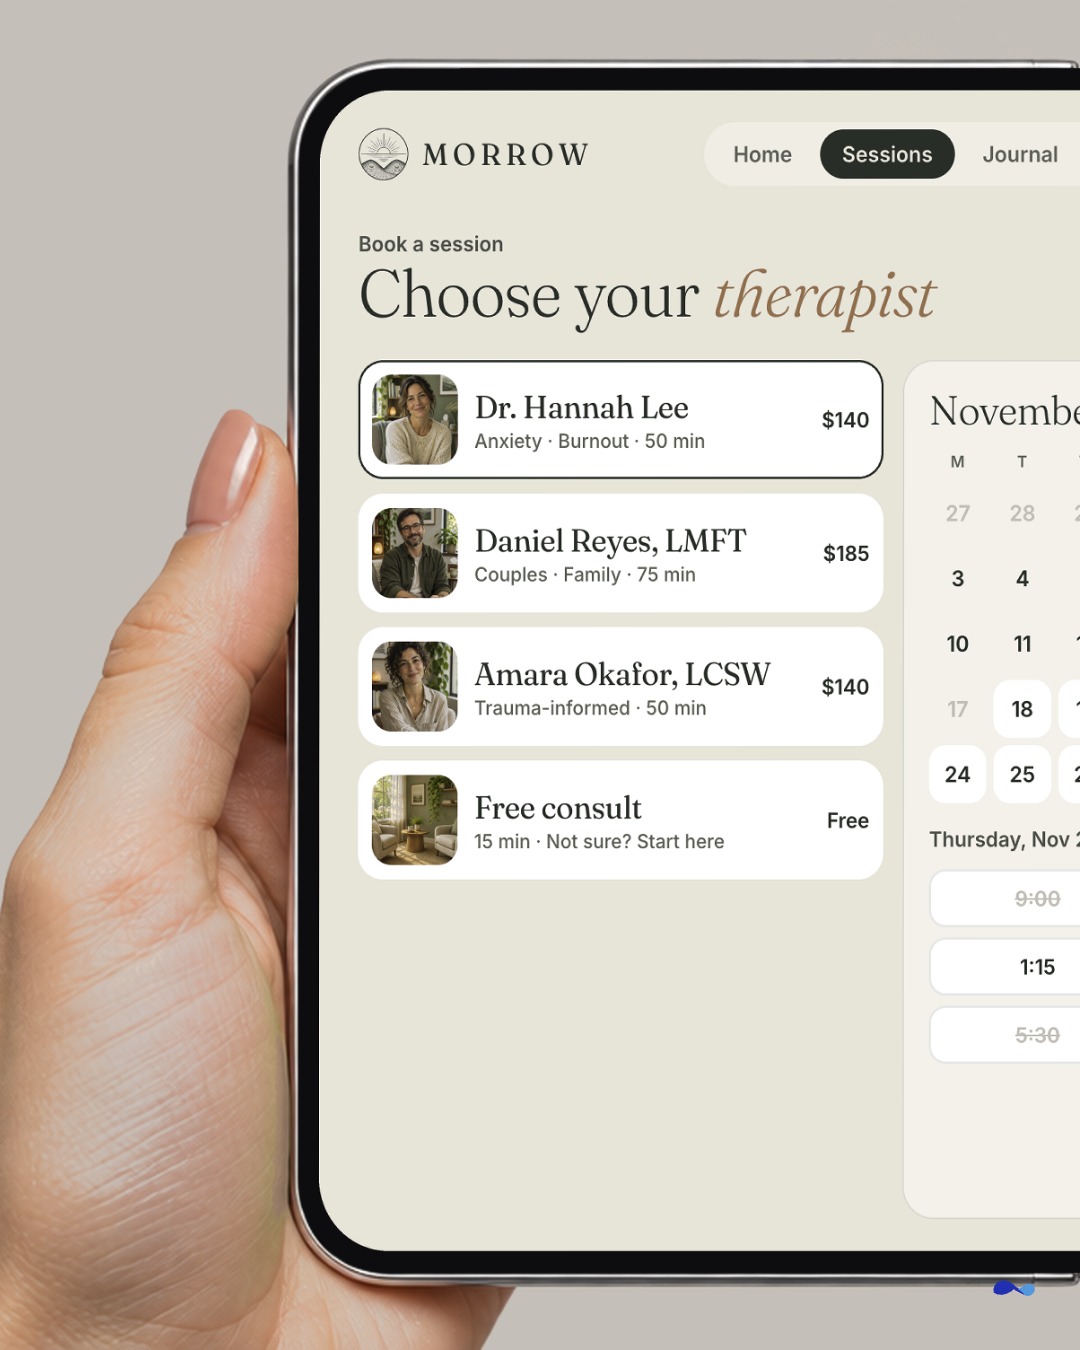 MORROW
Home
Sessions
Journal
Book a session
Choose your therapist
Dr. Hannah Lee
Anxiety · Burnout · 50 min
$140
Daniel Reyes, LMFT
Couples · Family · 75 min
$185
Amara Okafor, LCSW
Trauma-informed · 50 min
$140
Free consult
15 min · Not sure? Start here
Free
M T
27 28
3 4
10 11
17 18
24 25
Thursday, Nov
9:00
1:15
5:30